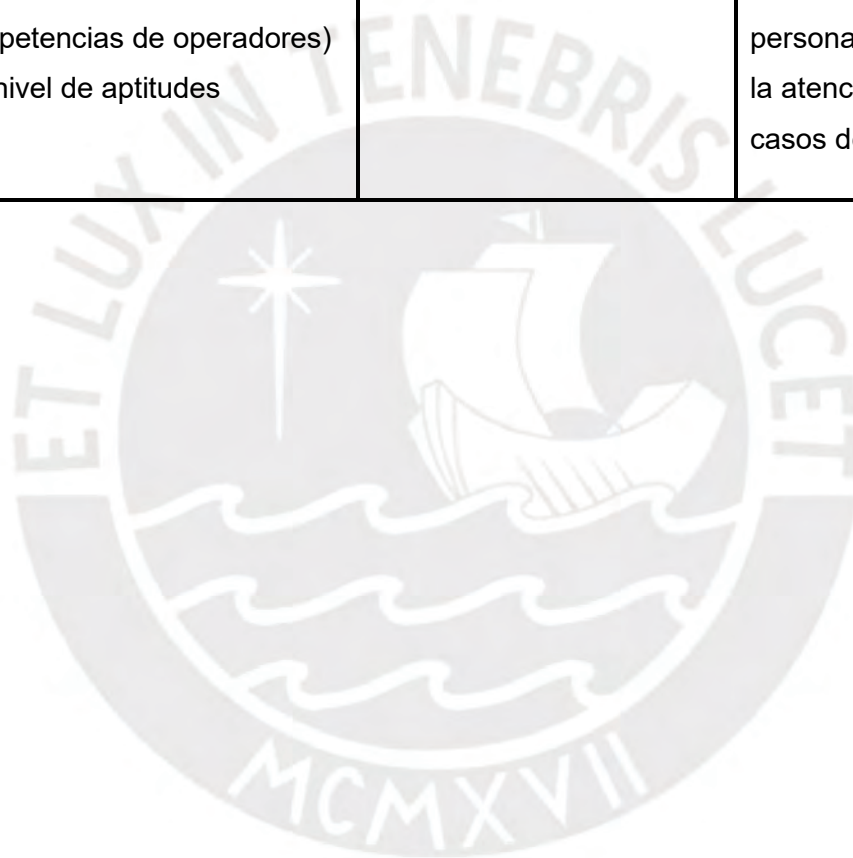 petencias de operadores)
nivel de aptitudes
persona
la atenc
casos d
ET LUX IN TENEBRIS LUCET
MCMXVII